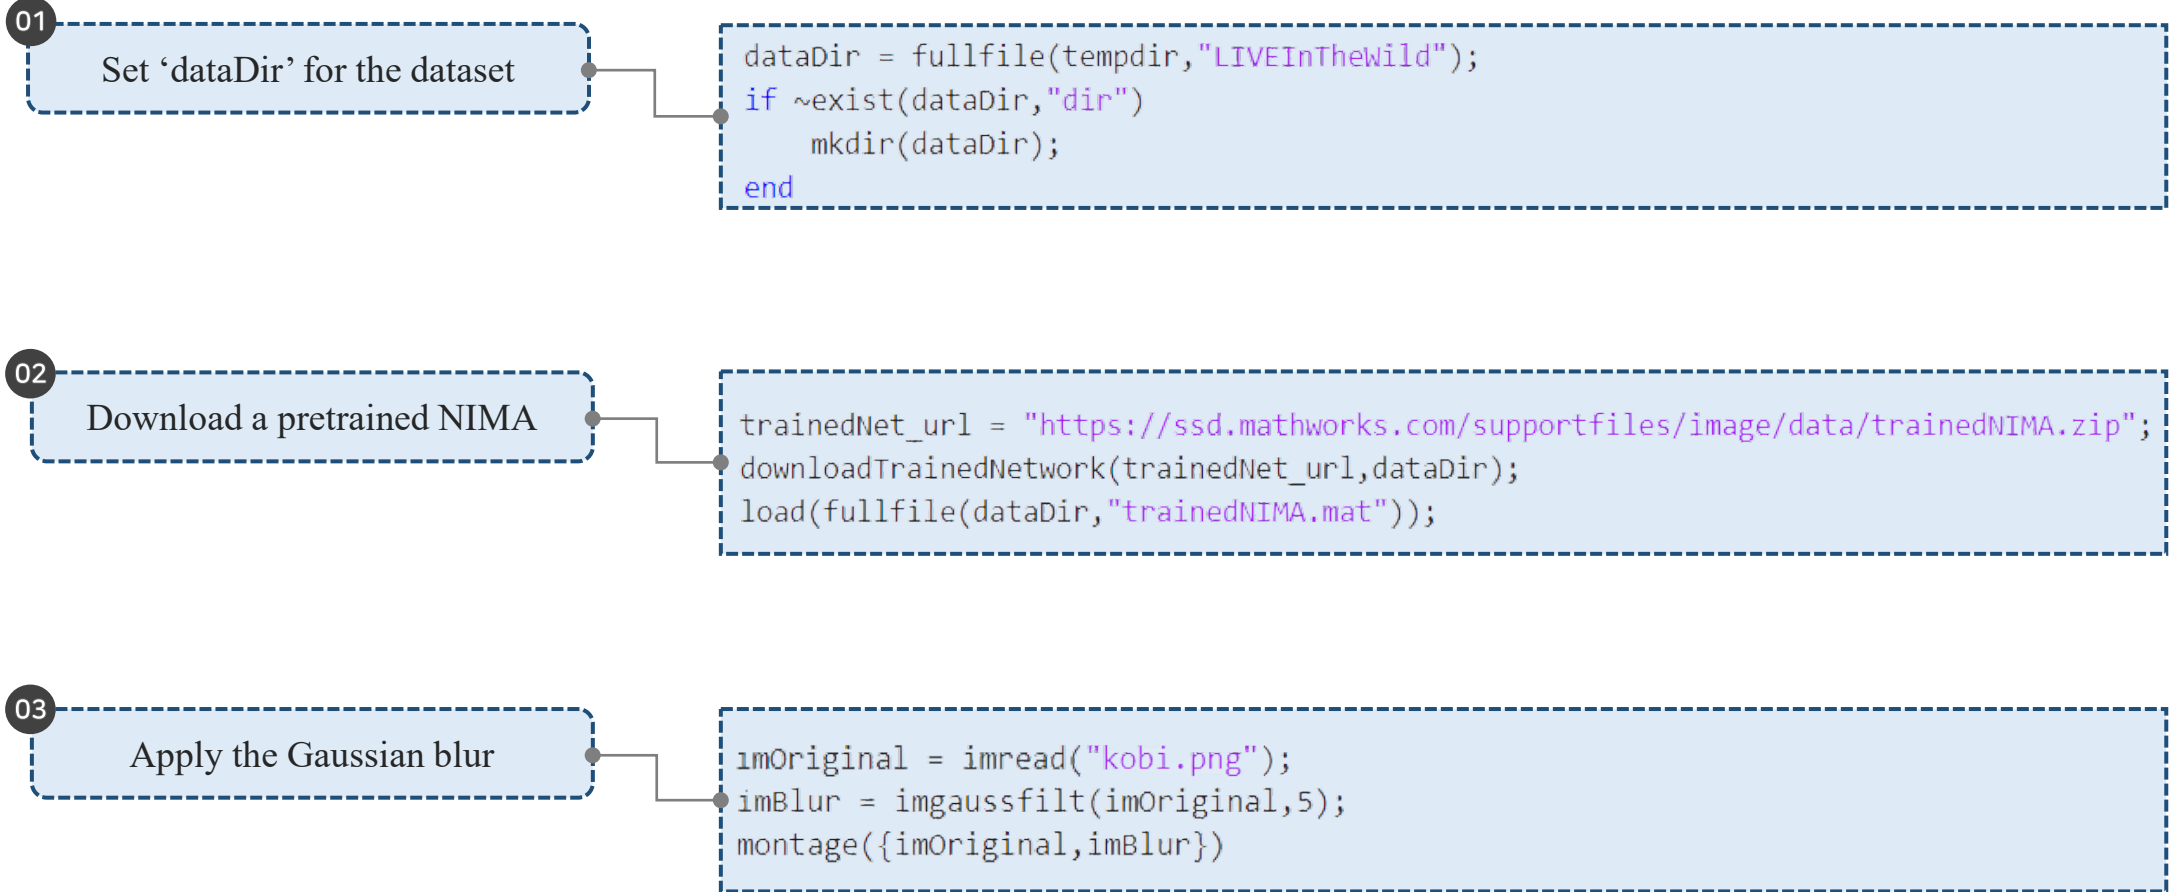 01
Set ‘dataDir’ for the dataset
dataDir = fullfile(tempdir,"LIVEInTheWild");
if ~exist(dataDir,"dir")
    mkdir(dataDir);
end
02
Download a pretrained NIMA
trainedNet_url = "https://ssd.mathworks.com/supportfiles/image/data/trainedNIMA.zip";
downloadTrainedNetwork(trainedNet_url,dataDir);
load(fullfile(dataDir,"trainedNIMA.mat"));
03
Apply the Gaussian blur
imOriginal = imread("kobi.png");
imBlur = imgaussfilt(imOriginal,5);
montage({imOriginal,imBlur})